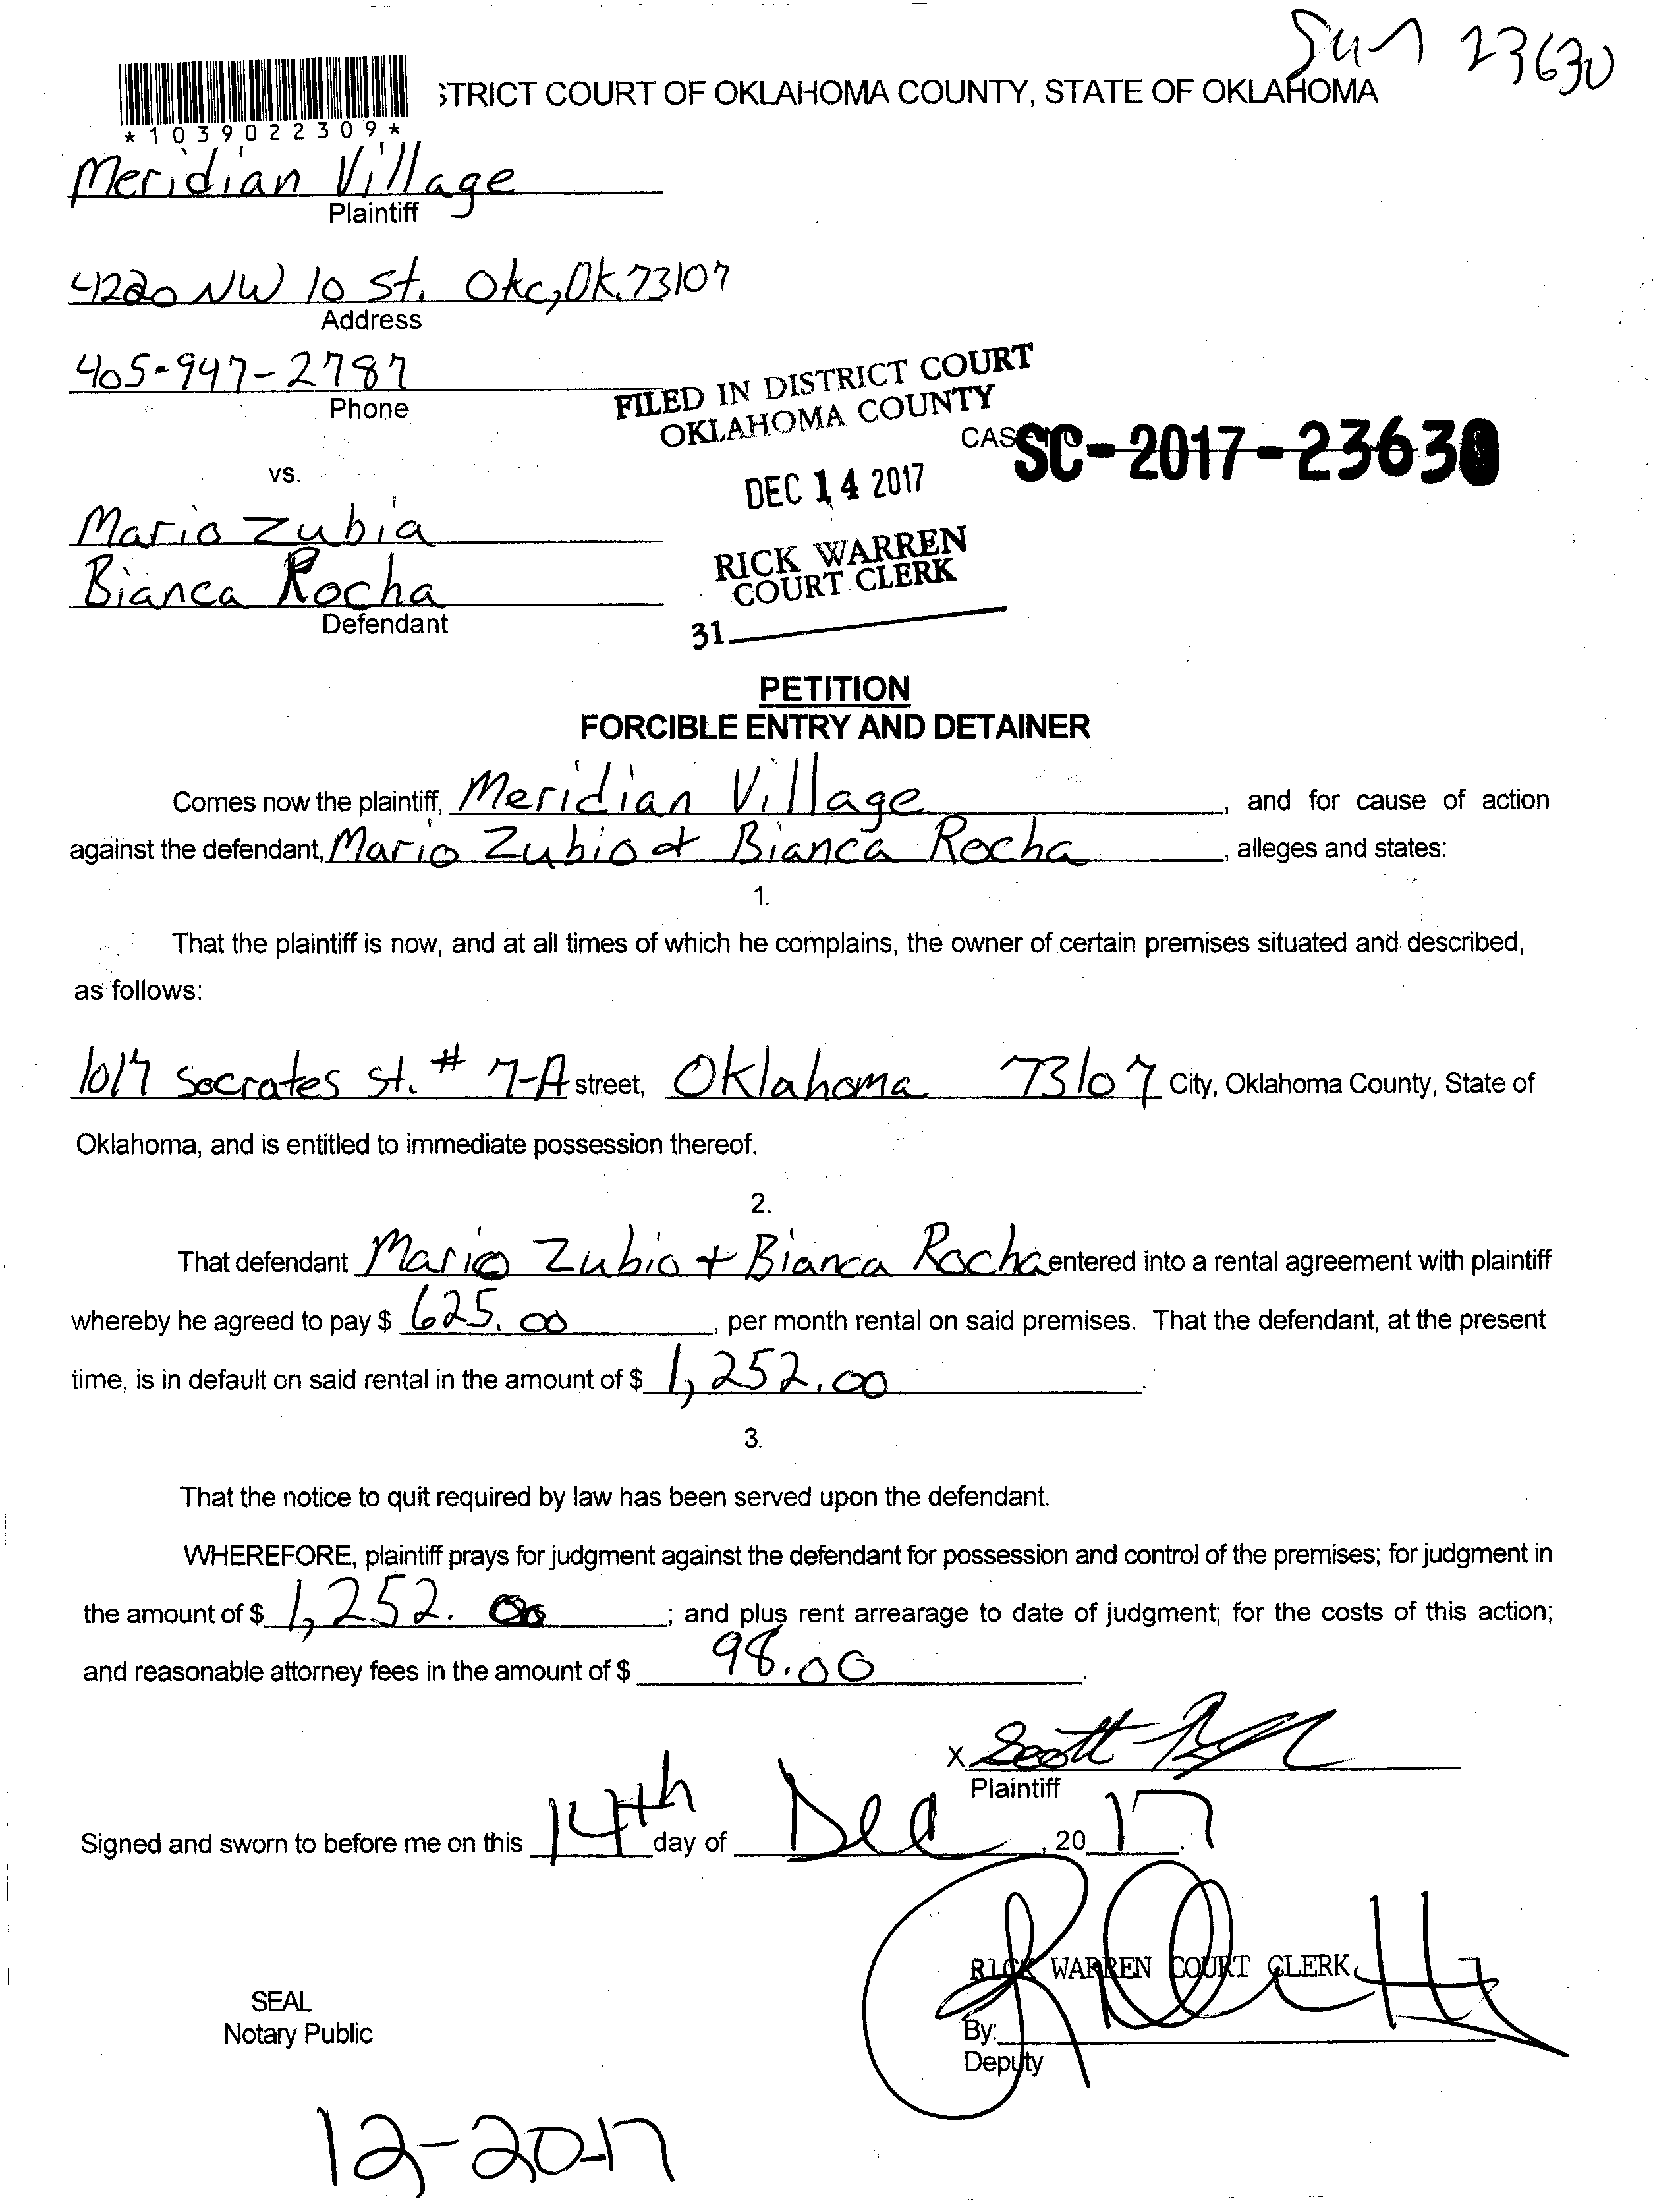 Sum 23630
STRICT COURT OF OKLAHOMA COUNTY, STATE OF OKLAHOMA
*1039022309*
Meridian Village
Plaintiff
4220 NW 10 St. Okc, Ok. 73107
Address
405-947-2787
Phone
FILED IN DISTRICT COURT
OKLAHOMA COUNTY
CAS SC-2017-23630
vs.
DEC 14 2017
Mario Zubia
RICK WARREN
COURT CLERK
Bianca Rocha
Defendant
31.
PETITION
FORCIBLE ENTRY AND DETAINER
Comes now the plaintiff, Meridian Village, and for cause of action
against the defendant, Mario Zubio & Bianca Rocha, alleges and states:
1.
That the plaintiff is now, and at all times of which he complains, the owner of certain premises situated and described,
as follows:
1017 Socrates St. # 7-A street, Oklahoma 73107 City, Oklahoma County, State of
Oklahoma, and is entitled to immediate possession thereof.
2.
That defendant Mario Zubio + Bianca Rocha entered into a rental agreement with plaintiff
whereby he agreed to pay $ 625.00, per month rental on said premises. That the defendant, at the present
time, is in default on said rental in the amount of $ 1,252.00.
3.
That the notice to quit required by law has been served upon the defendant.
WHEREFORE, plaintiff prays for judgment against the defendant for possession and control of the premises; for judgment in
the amount of $ 1,252.00; and plus rent arrearage to date of judgment; for the costs of this action;
and reasonable attorney fees in the amount of $ 98.00.
X Scott
Plaintiff
Signed and sworn to before me on this 14th day of Dec, 2017.
RICK WARREN COURT CLERK
SEAL
Notary Public
By:
Deputy
12-20-17